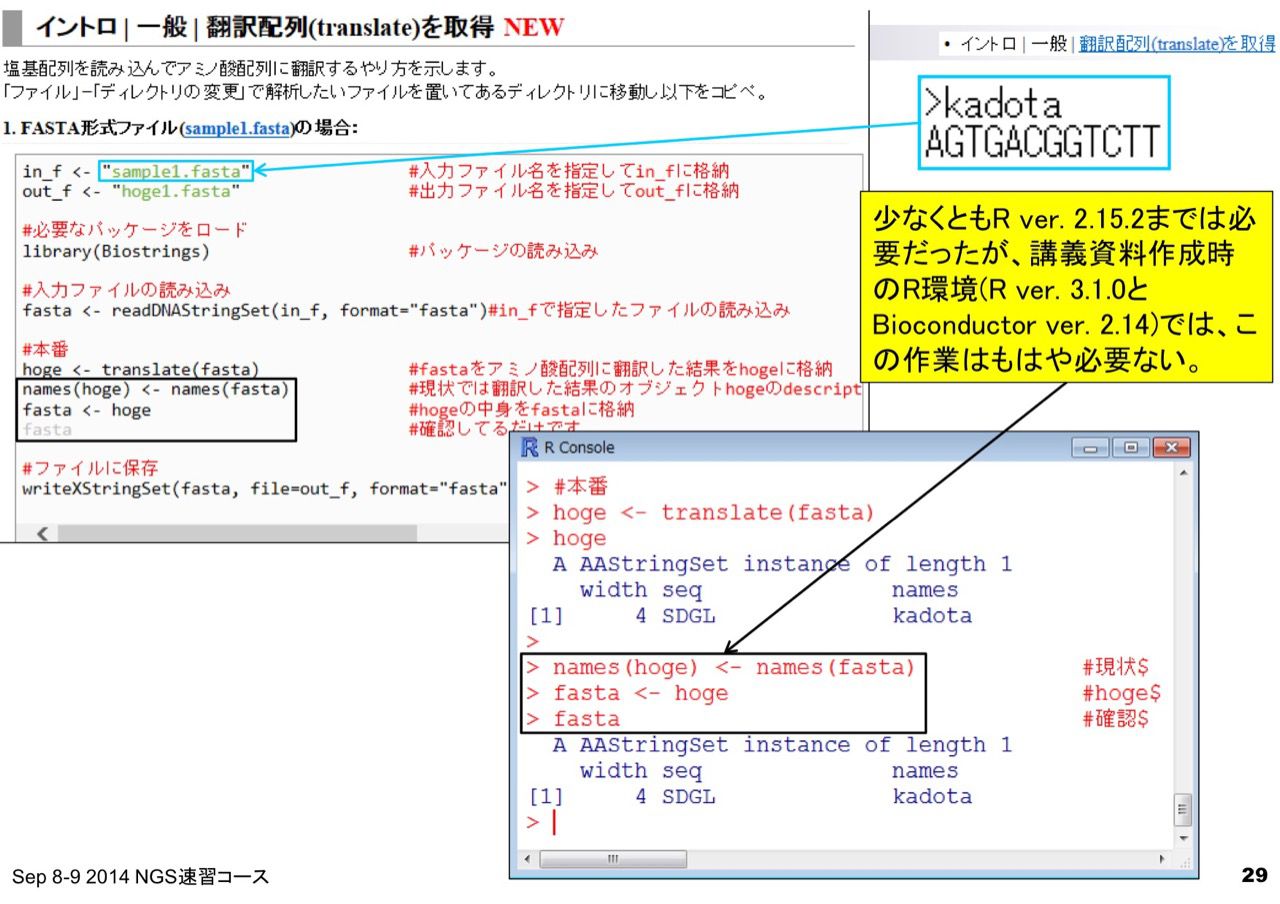 イントロ | 一般 | 翻訳配列(translate)を取得 NEW
塩基配列を読み込んでアミノ酸配列に翻訳するやり方を示します。
「ファイル」−「ディレクトリの変更」で解析したいファイルを置いてあるディレクトリに移動し以下をコピペ。
1. FASTA形式ファイル(sample1.fasta)の場合:
in_f <- "sample1.fasta" #入力ファイル名を指定してin_fに格納
out_f <- "hoge1.fasta" #出力ファイル名を指定してout_fに格納
#必要なパッケージをロード
library(Biostrings) #パッケージの読み込み
#入力ファイルの読み込み
fasta <- readDNAStringSet(in_f, format="fasta")#in_fで指定したファイルの読み込み
#本番
hoge <- translate(fasta) #fastaをアミノ酸配列に翻訳した結果をhogeに格納
names(hoge) <- names(fasta) #現状では翻訳した結果のオブジェクトhogeのdescript
fasta <- hoge #hogeの中身をfastaに格納
fasta #確認してるだけです
#ファイルに保存
writeXStringSet(fasta, file=out_f, format="fasta"
• イントロ | 一般 | 翻訳配列(translate)を取得
>kadota
AGTGACGGTCTT
少なくともR ver. 2.15.2までは必
要だったが、講義資料作成時
のR環境(R ver. 3.1.0と
Bioconductor ver. 2.14)では、こ
の作業はもはや必要ない。
R Console
> #本番
> hoge <- translate(fasta)
> hoge
A AAStringSet instance of length 1
width seq names
[1] 4 SDGL kadota
>
> names(hoge) <- names(fasta) #現状$
> fasta <- hoge #hoge$
> fasta #確認$
A AAStringSet instance of length 1
width seq names
[1] 4 SDGL kadota
>
Sep 8-9 2014 NGS速習コース
29